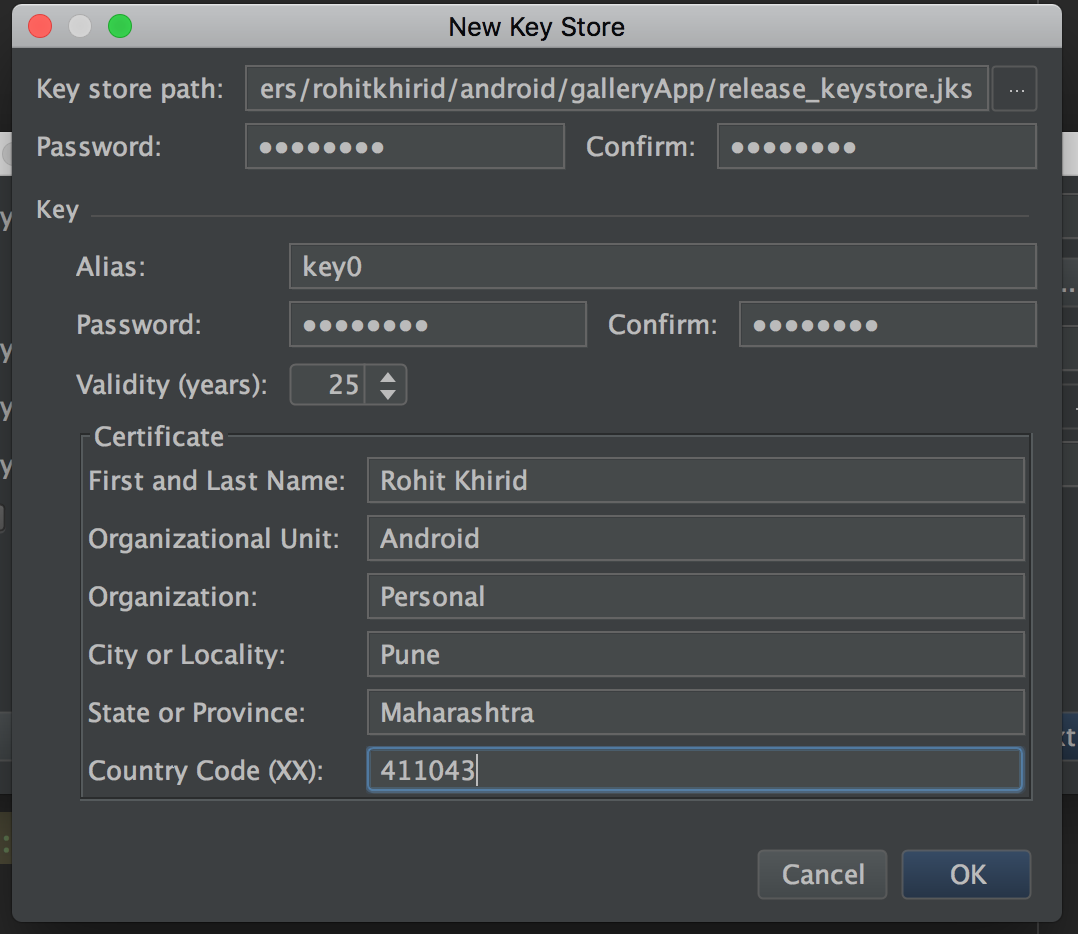 New Key Store
Key store path: ers/rohitkhirid/android/galleryApp/release_keystore.jks ...
Password: •••••••• Confirm: ••••••••
Key
Alias: key0
Password: •••••••• Confirm: ••••••••
Validity (years): 25
Certificate
First and Last Name: Rohit Khirid
Organizational Unit: Android
Organization: Personal
City or Locality: Pune
State or Province: Maharashtra
Country Code (XX): 411043
Cancel OK